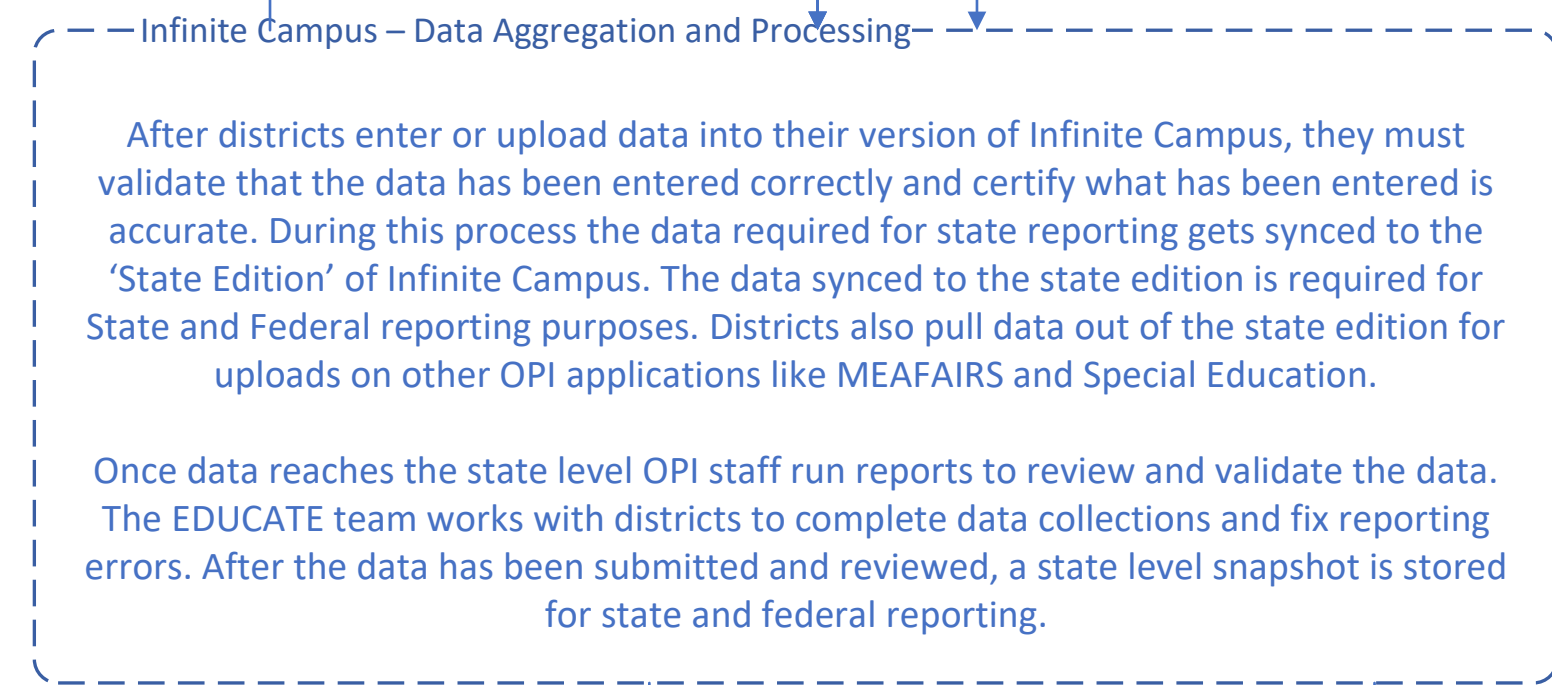 Infinite Campus – Data Aggregation and Processing
After districts enter or upload data into their version of Infinite Campus, they must
validate that the data has been entered correctly and certify what has been entered is
accurate. During this process the data required for state reporting gets synced to the
‘State Edition’ of Infinite Campus. The data synced to the state edition is required for
State and Federal reporting purposes. Districts also pull data out of the state edition for
uploads on other OPI applications like MEAFAIRS and Special Education.
Once data reaches the state level OPI staff run reports to review and validate the data.
The EDUCATE team works with districts to complete data collections and fix reporting
errors. After the data has been submitted and reviewed, a state level snapshot is stored
for state and federal reporting.